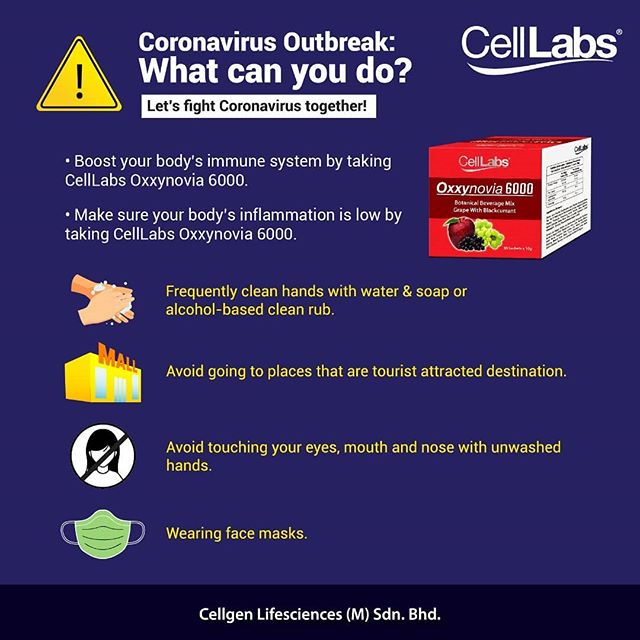 Coronavirus Outbreak:
What can you do?
Let's fight Coronavirus together!
CellLabs®
• Boost your body's immune system by taking
CellLabs Oxxynovia 6000.
• Make sure your body's inflammation is low by
taking CellLabs Oxxynovia 6000.
CellLabs
CellLabs
Oxxynovia 6000
Botanical Beverage Mix
Grape With Blackcurrant
Frequently clean hands with water & soap or
alcohol-based clean rub.
MALL
Avoid going to places that are tourist attracted destination.
Avoid touching your eyes, mouth and nose with unwashed
hands.
Wearing face masks.
Cellgen Lifesciences (M) Sdn. Bhd.